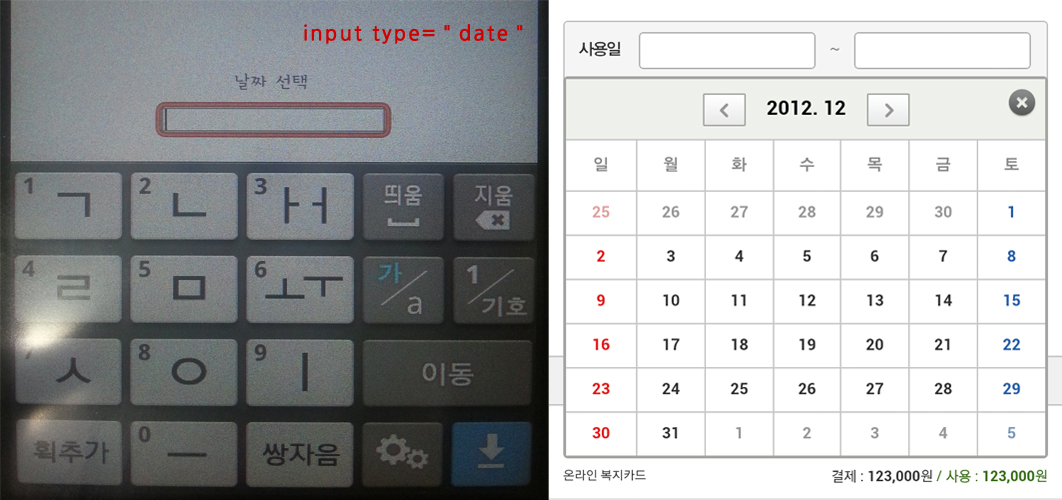 input type= " date "
날짜 선택
1 ㄱ 2 ㄴ 3 ㅏㅓ 띄움 지움
4 ㄹ 5 ㅁ 6 ㅗㅜ 가/a 1/기호
7 ㅅ 8 ㅇ 9 ㅣ 이동
획추가 0 ㅡ 쌍자음
사용일 ~
2012. 12
일 월 화 수 목 금 토
25 26 27 28 29 30 1
2 3 4 5 6 7 8
9 10 11 12 13 14 15
16 17 18 19 20 21 22
23 24 25 26 27 28 29
30 31 1 2 3 4 5
온라인 복지카드 결제 : 123,000원 / 사용 : 123,000원